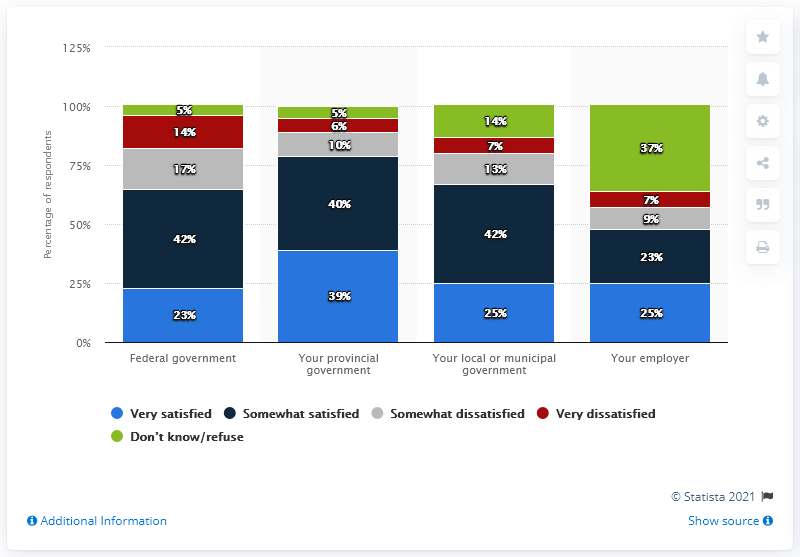 125%
100%
75%
50%
25%
0%
Percentage of respondents
5%
14%
17%
42%
23%
5%
6%
10%
40%
39%
14%
7%
13%
42%
25%
37%
7%
9%
23%
25%
Federal government
Your provincial
government
Your local or municipal
government
Your employer
Very satisfied
Somewhat satisfied
Somewhat dissatisfied
Very dissatisfied
Don't know/refuse
© Statista 2021
Additional Information
Show source